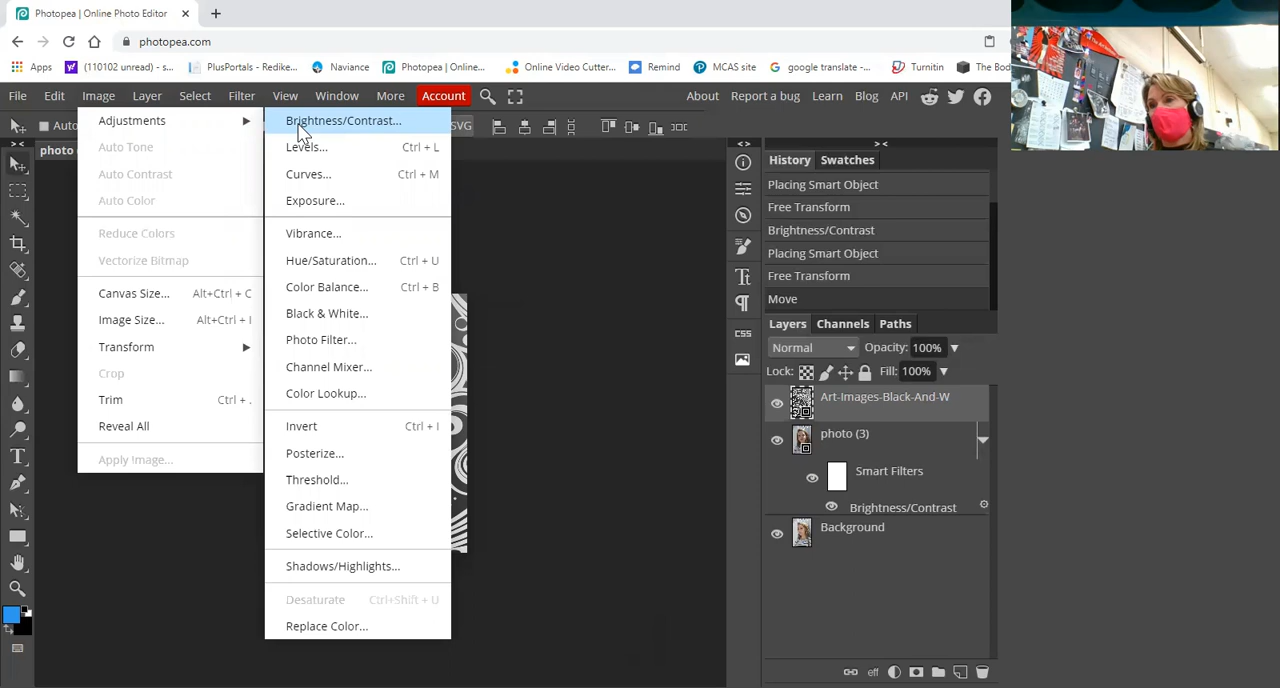 Photopea | Online Photo Editor
photopea.com
Apps
(110102 unread) - s...
PlusPortals - Redike...
Naviance
Photopea | Online...
Online Video Cutter...
Remind
MCAS site
google translate -...
Turnitin
The Bod
File Edit Image Layer Select Filter View Window More Account
About Report a bug Learn Blog API
Auto
SVG
photo
Adjustments
Auto Tone
Auto Contrast
Auto Color
Reduce Colors
Vectorize Bitmap
Canvas Size... Alt+Ctrl + C
Image Size... Alt+Ctrl + I
Transform
Crop
Trim Ctrl + .
Reveal All
Apply Image...
Brightness/Contrast...
Levels... Ctrl + L
Curves... Ctrl + M
Exposure...
Vibrance...
Hue/Saturation... Ctrl + U
Color Balance... Ctrl + B
Black & White...
Photo Filter...
Channel Mixer...
Color Lookup...
Invert Ctrl + I
Posterize...
Threshold...
Gradient Map...
Selective Color...
Shadows/Highlights...
Desaturate Ctrl+Shift + U
Replace Color...
History Swatches
Placing Smart Object
Free Transform
Brightness/Contrast
Placing Smart Object
Free Transform
Move
CSS
Layers Channels Paths
Normal Opacity: 100%
Lock: Fill: 100%
Art-Images-Black-And-W
photo (3)
Smart Filters
Brightness/Contrast
Background
eff